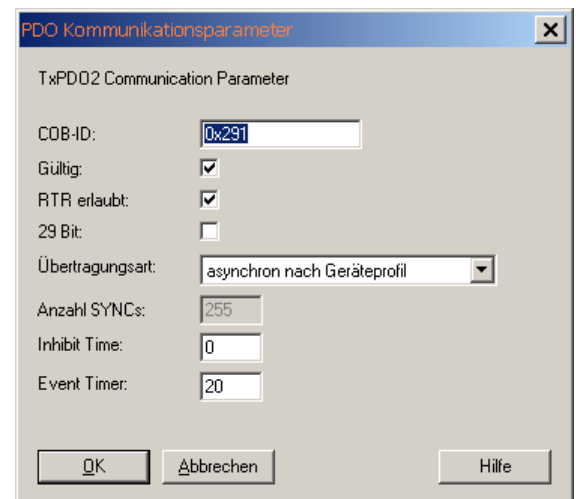 PDO Kommunikationsparameter
TxPDO2 Communication Parameter
COB-ID: 0x291
Gültig:
RTR erlaubt:
29 Bit:
Übertragungsart: asynchron nach Geräteprofil
Anzahl SYNCs: 255
Inhibit Time: 0
Event Timer: 20
OK Abbrechen Hilfe